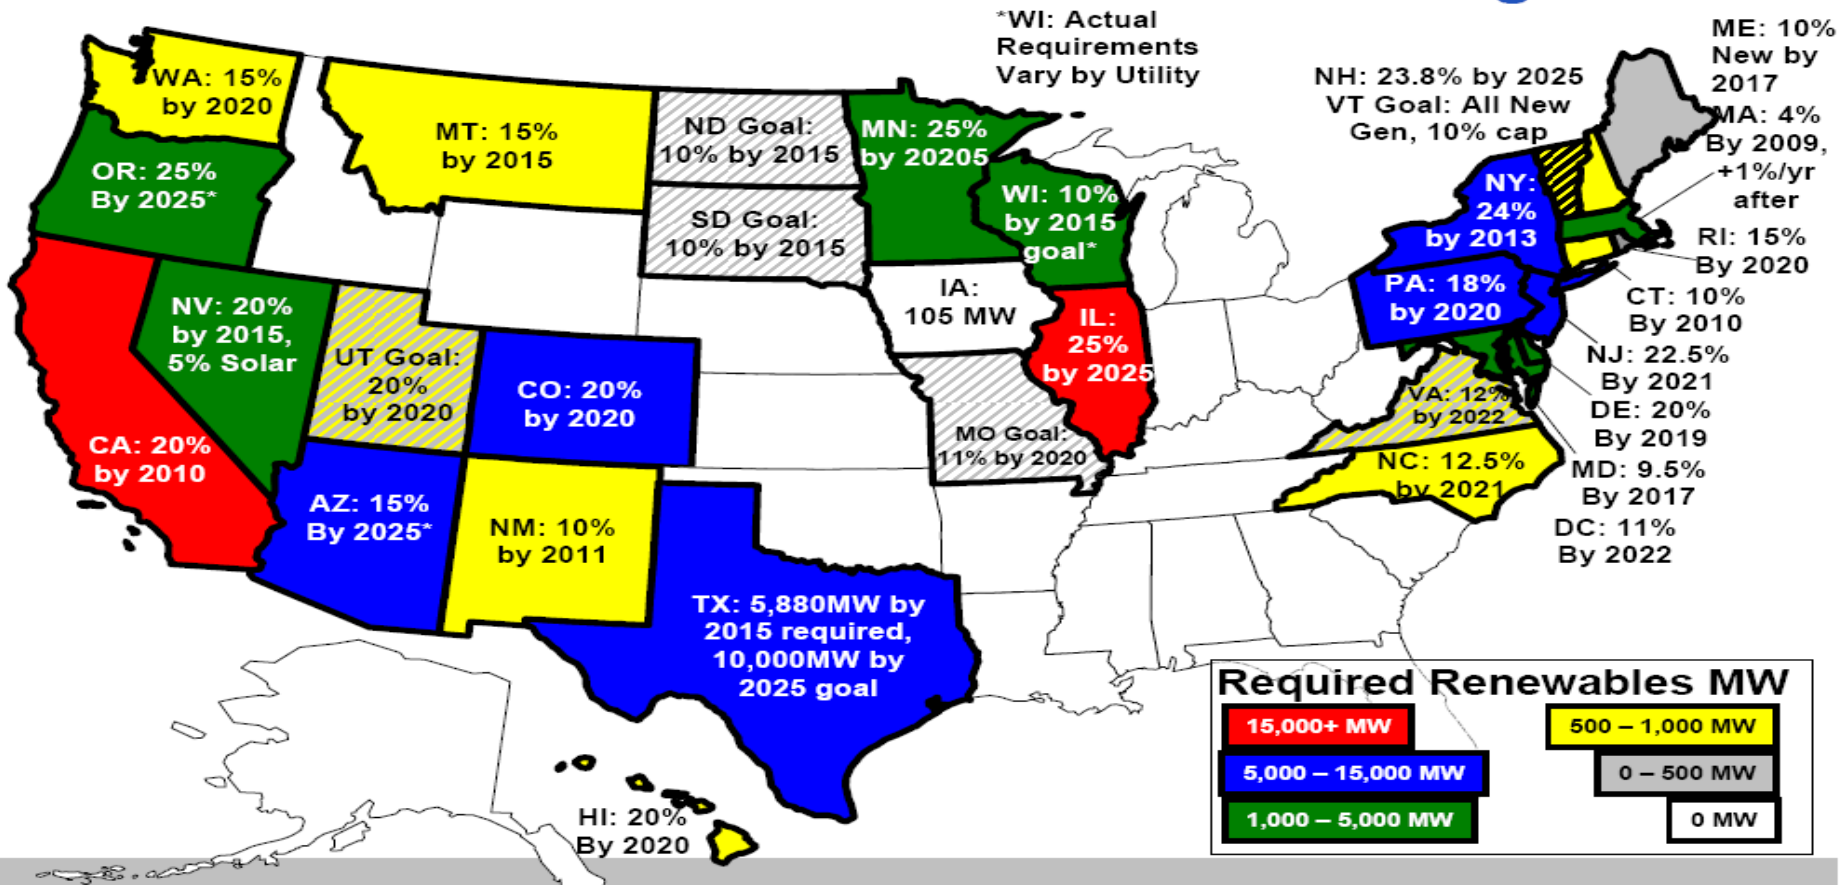 *WI: Actual
Requirements
Vary by Utility
NH: 23.8% by 2025
VT Goal: All New
Gen, 10% cap
ME: 10%
New by
2017
MA: 4%
By 2009,
+1%/yr
after
WA: 15%
by 2020
MT: 15%
by 2015
ND Goal:
10% by 2015
MN: 25%
by 20205
OR: 25%
By 2025*
SD Goal:
10% by 2015
WI: 10%
by 2015
goal*
NY:
24%
by 2013
RI: 15%
By 2020
NV: 20%
by 2015,
5% Solar
IA:
105 MW
PA: 18%
by 2020
CT: 10%
By 2010
UT Goal:
20%
by 2020
CO: 20%
by 2020
IL:
25%
by 2025
NJ: 22.5%
By 2021
VA: 12%
by 2022
DE: 20%
By 2019
CA: 20%
by 2010
MO Goal:
11% by 2020
NC: 12.5%
by 2021
MD: 9.5%
By 2017
AZ: 15%
By 2025*
NM: 10%
by 2011
DC: 11%
By 2022
TX: 5,880MW by
2015 required,
10,000MW by
2025 goal
HI: 20%
By 2020
Required Renewables MW
15,000+ MW
500 – 1,000 MW
5,000 – 15,000 MW
0 – 500 MW
1,000 – 5,000 MW
0 MW